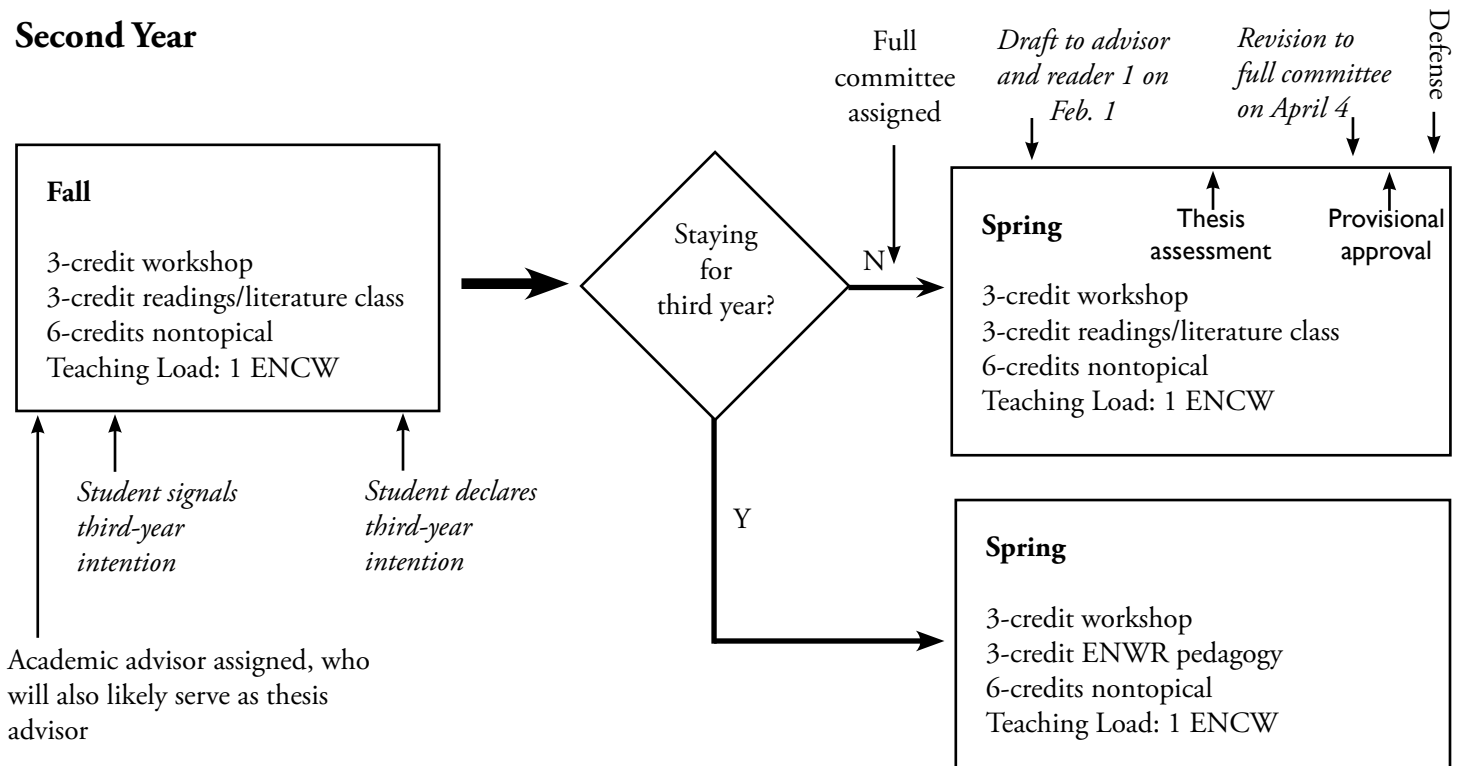 Second Year
Fall
3-credit workshop
3-credit readings/literature class
6-credits nontopical
Teaching Load: 1 ENCW
Student signals
third-year
intention
Student declares
third-year
intention
Academic advisor assigned, who
will also likely serve as thesis
advisor
Staying
for
third year?
N
Y
Full
committee
assigned
Draft to advisor
and reader 1 on
Feb. 1
Revision to
full committee
on April 4
Defense
Spring
Thesis
assessment
Provisional
approval
3-credit workshop
3-credit readings/literature class
6-credits nontopical
Teaching Load: 1 ENCW
Spring
3-credit workshop
3-credit ENWR pedagogy
6-credits nontopical
Teaching Load: 1 ENCW